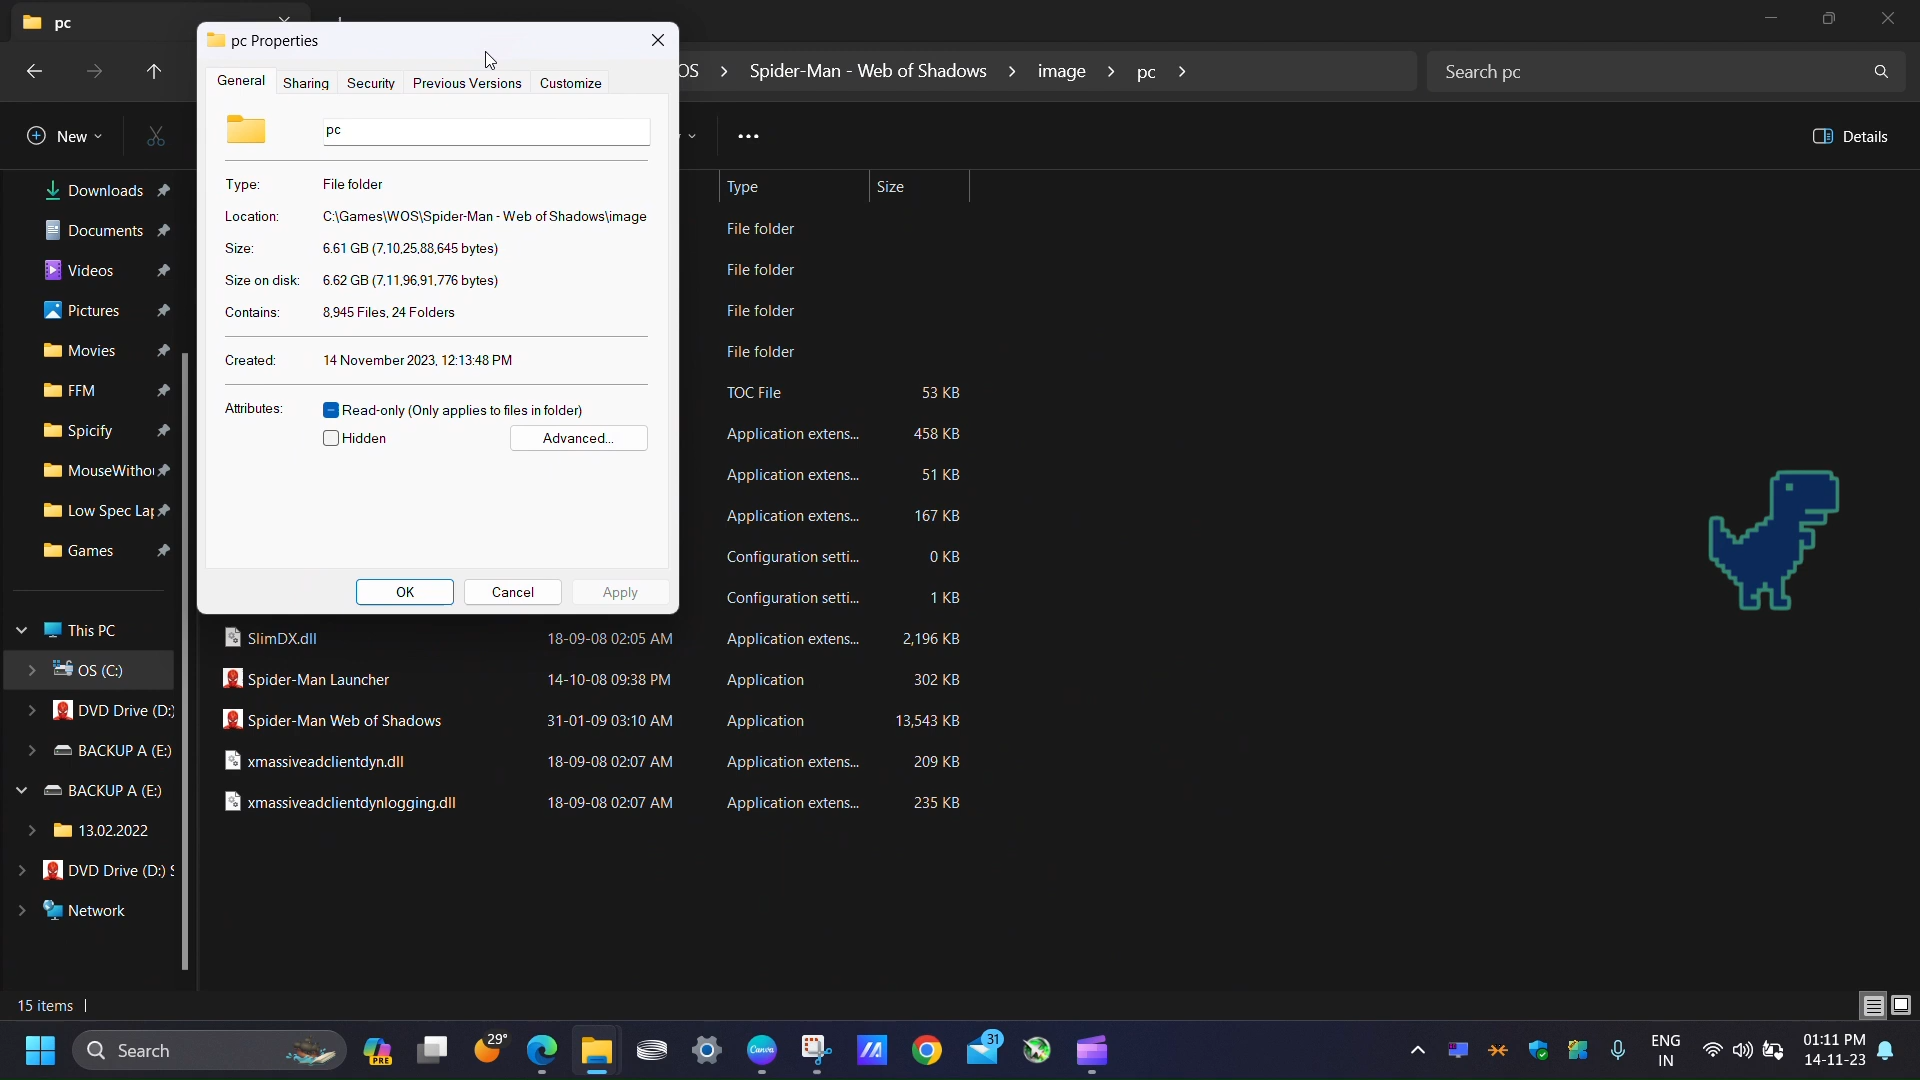 pc
pc Properties
OS > Spider-Man - Web of Shadows > image > pc >
Search pc
General
Sharing
Security
Previous Versions
Customize
New
Details
pc
Downloads
Documents
Videos
Pictures
Movies
FFM
Spicify
MouseWitho
Low Spec La
Games
This PC
OS (C:)
DVD Drive (D:)
BACKUP A (E:)
BACKUP A (E:)
13.02.2022
DVD Drive (D:) S
Network
Type: File folder
Location: C:\Games\WOS\Spider-Man - Web of Shadows\image
Size: 6.61 GB (7,10,25,88,645 bytes)
Size on disk: 6.62 GB (7,11,96,91,776 bytes)
Contains: 8,945 Files, 24 Folders
Created: 14 November 2023, 12:13:48 PM
Attributes: Read-only (Only applies to files in folder)
Hidden
Advanced...
OK
Cancel
Apply
Type Size
File folder
File folder
File folder
File folder
TOC File 53 KB
Application extens... 458 KB
Application extens... 51 KB
Application extens... 167 KB
Configuration setti... 0 KB
Configuration setti... 1 KB
SlimDX.dll 18-09-08 02:05 AM Application extens... 2,196 KB
Spider-Man Launcher 14-10-08 09:38 PM Application 302 KB
Spider-Man Web of Shadows 31-01-09 03:10 AM Application 13,543 KB
xmassiveadclientdyn.dll 18-09-08 02:07 AM Application extens... 209 KB
xmassiveadclientdynlogging.dll 18-09-08 02:07 AM Application extens... 235 KB
15 items
Search
PRE
29°
Canva
31
ENG
IN
01:11 PM
14-11-23